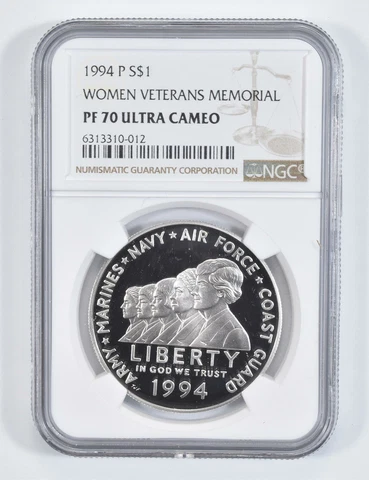 1994 P S$1
WOMEN VETERANS MEMORIAL
PF 70 ULTRA CAMEO
6313310-012
NUMISMATIC GUARANTY CORPORATION
NGC
ARMY ★ MARINES ★ NAVY ★ AIR FORCE ★ COAST GUARD
LIBERTY
IN GOD WE TRUST
1994